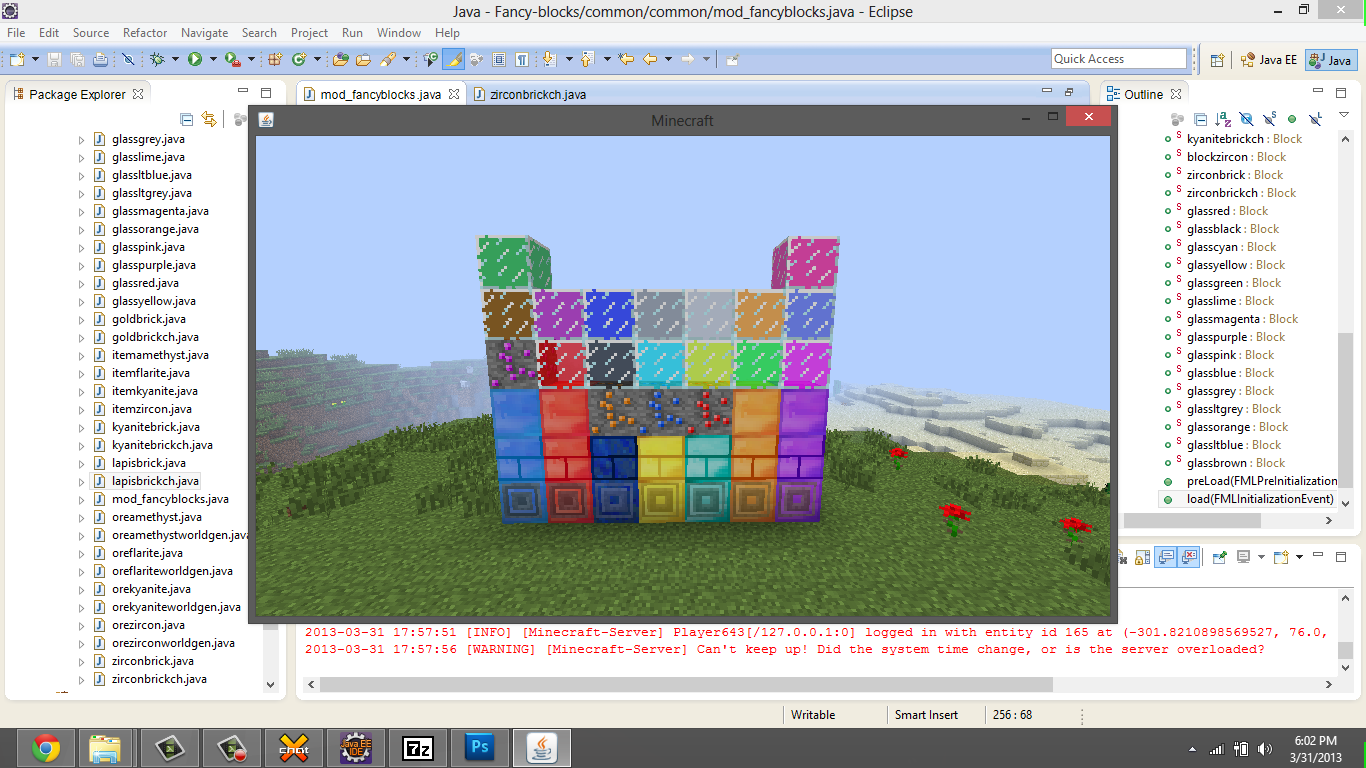 Java - Fancy-blocks/common/common/mod_fancyblocks.java - Eclipse
File Edit Source Refactor Navigate Search Project Run Window Help
Quick Access
Java EE
Java
Package Explorer
glassgrey.java
glasslime.java
glassltblue.java
glassltgrey.java
glassmagenta.java
glassorange.java
glasspink.java
glasspurple.java
glassred.java
glassyellow.java
goldbrick.java
goldbrickch.java
itemamethyst.java
itemflarite.java
itemkyanite.java
itemzircon.java
kyanitebrick.java
kyanitebrickch.java
lapisbrick.java
lapisbrickch.java
mod_fancyblocks.java
oreamethyst.java
oreamethystworldgen.java
oreflarite.java
oreflariteworldgen.java
orekyanite.java
orekyaniteworldgen.java
orezircon.java
orezirconworldgen.java
zirconbrick.java
zirconbrickch.java
mod_fancyblocks.java
zirconbrickch.java
Minecraft
Outline
kyanitebrickch : Block
blockzircon : Block
zirconbrick : Block
zirconbrickch : Block
glassred : Block
glassblack : Block
glasscyan : Block
glassyellow : Block
glassgreen : Block
glasslime : Block
glassmagenta : Block
glasspurple : Block
glasspink : Block
glassblue : Block
glassgrey : Block
glassltgrey : Block
glassorange : Block
glassltblue : Block
glassbrown : Block
preLoad(FMLPreInitialization
load(FMLInitializationEvent)
2013-03-31 17:57:51 [INFO] [Minecraft-Server] Player643[/127.0.0.1:0] logged in with entity id 165 at (-301.8210898569527, 76.0,
2013-03-31 17:57:56 [WARNING] [Minecraft-Server] Can't keep up! Did the system time change, or is the server overloaded?
Writable
Smart Insert
256 : 68
chat
Java EE
IDE
7z
Ps
6:02 PM
3/31/2013